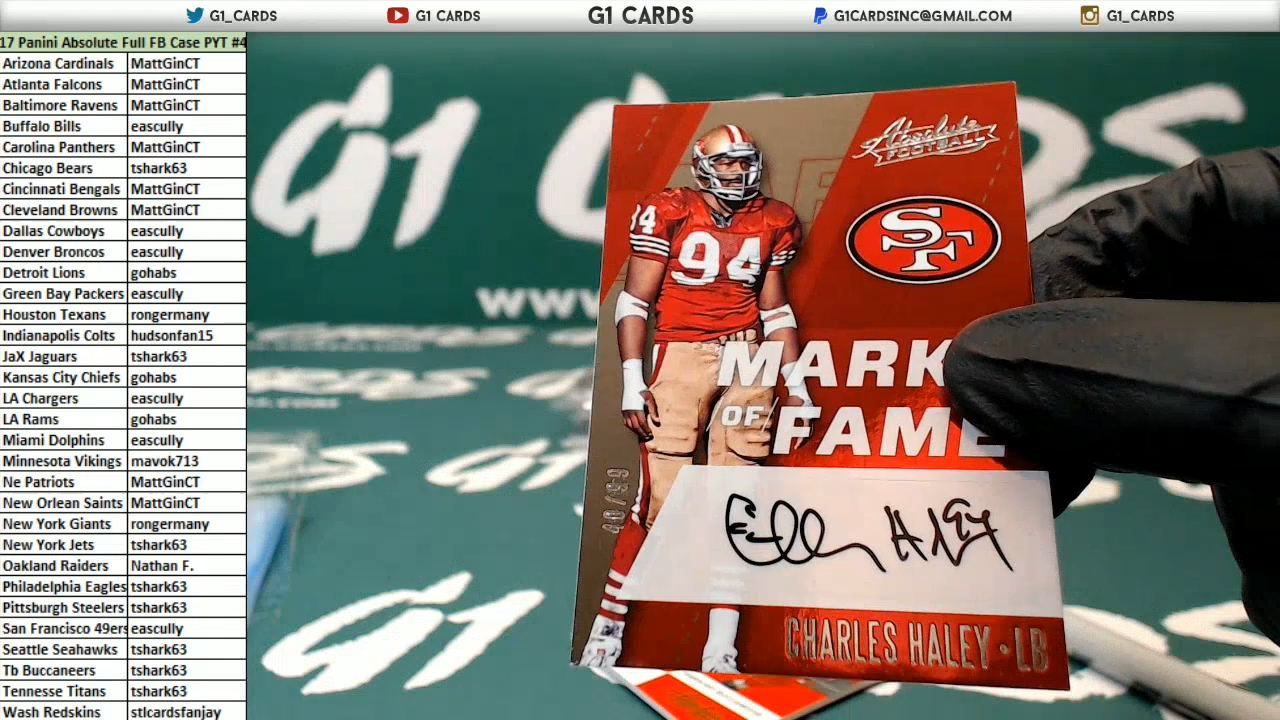 G1_CARDS
G1 CARDS
G1 CARDS
G1CARDSINC@GMAIL.COM
G1_CARDS
17 Panini Absolute Full FB Case PYT #4
Arizona Cardinals MattGinCT
Atlanta Falcons MattGinCT
Baltimore Ravens MattGinCT
Buffalo Bills eascully
Carolina Panthers MattGinCT
Chicago Bears tshark63
Cincinnati Bengals MattGinCT
Cleveland Browns MattGinCT
Dallas Cowboys eascully
Denver Broncos eascully
Detroit Lions gohabs
Green Bay Packers eascully
Houston Texans rongermany
Indianapolis Colts hudsonfan15
JaX Jaguars tshark63
Kansas City Chiefs gohabs
LA Chargers eascully
LA Rams gohabs
Miami Dolphins eascully
Minnesota Vikings mavok713
Ne Patriots MattGinCT
New Orlean Saints MattGinCT
New York Giants rongermany
New York Jets tshark63
Oakland Raiders Nathan F.
Philadelphia Eagles tshark63
Pittsburgh Steelers tshark63
San Francisco 49ers eascully
Seattle Seahawks tshark63
Tb Buccaneers tshark63
Tennesse Titans tshark63
Wash Redskins stlcardsfanjay
G1
www.
G1
Absolute
FOOTBALL
SF
94
94
MARK
OF FAME
CHARLES HALEY • LB